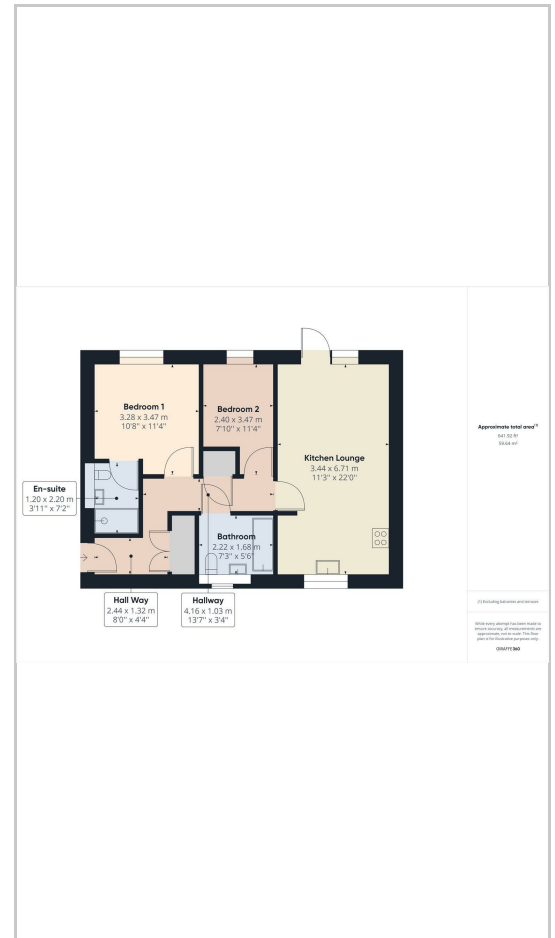 Bedroom 1
3.28 x 3.47 m
10'8" x 11'4"
Bedroom 2
2.40 x 3.47 m
7'10" x 11'4"
Kitchen Lounge
3.44 x 6.71 m
11'3" x 22'0"
En-suite
1.20 x 2.20 m
3'11" x 7'2"
Bathroom
2.22 x 1.68 m
7'3" x 5'6"
Hall Way
2.44 x 1.32 m
8'0" x 4'4"
Hallway
4.16 x 1.03 m
13'7" x 3'4"
Approximate total area(1)
641.92 ft²
59.64 m²
(1) Excluding balconies and terraces
While every attempt has been made to
ensure accuracy, all measurements are
approximate, not to scale. This floor
plan is for illustrative purposes only.
GIRAFFE360